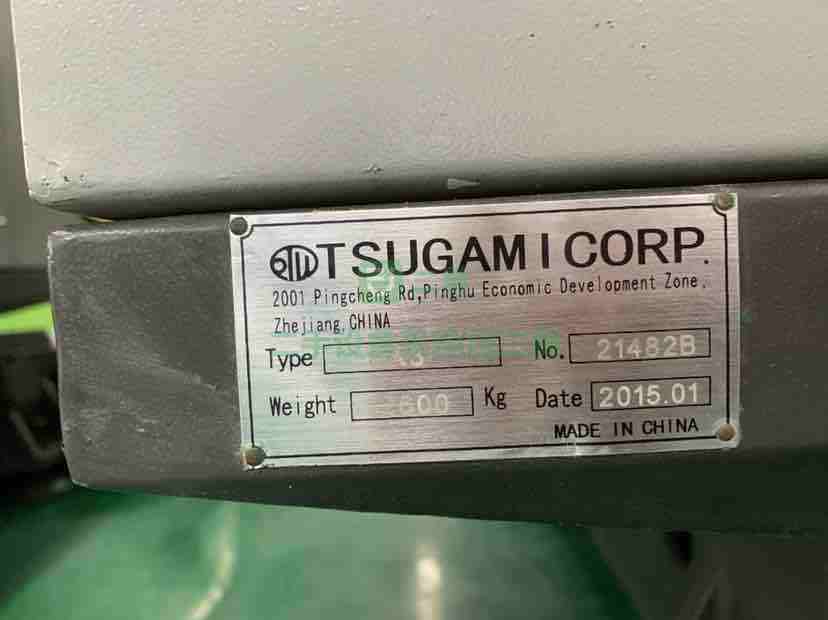 TSUGAMI CORP.
2001 Pingcheng Rd,Pinghu Economic Development Zone.
Zhejiang.CHINA
Type No. 21482B
Weight Kg Date 2015.01
MADE IN CHINA